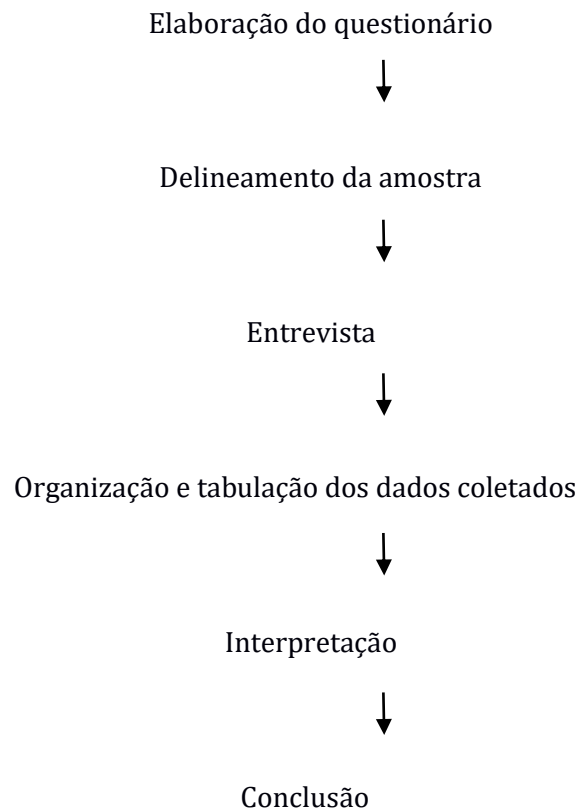 Elaboração do questionário
Delineamento da amostra
Entrevista
Organização e tabulação dos dados coletados
Interpretação
Conclusão